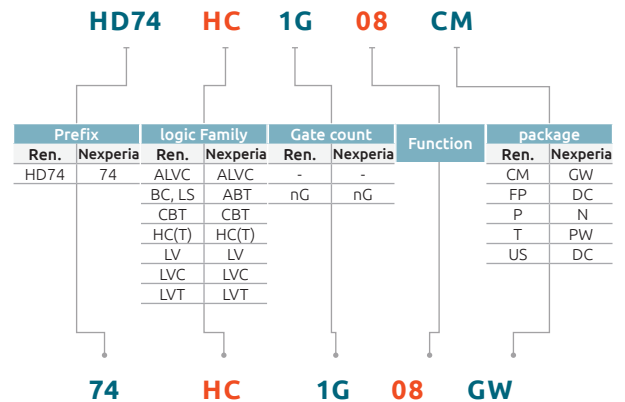 HD74 HC 1G 08 CM
Prefix logic Family Gate count Function package
Ren. Nexperia Ren. Nexperia Ren. Nexperia Ren. Nexperia
HD74 74 ALVC ALVC - - CM GW
BC, LS ABT nG nG FP DC
CBT CBT P N
HC(T) HC(T) T PW
LV LV US DC
LVC LVC
LVT LVT
74 HC 1G 08 GW